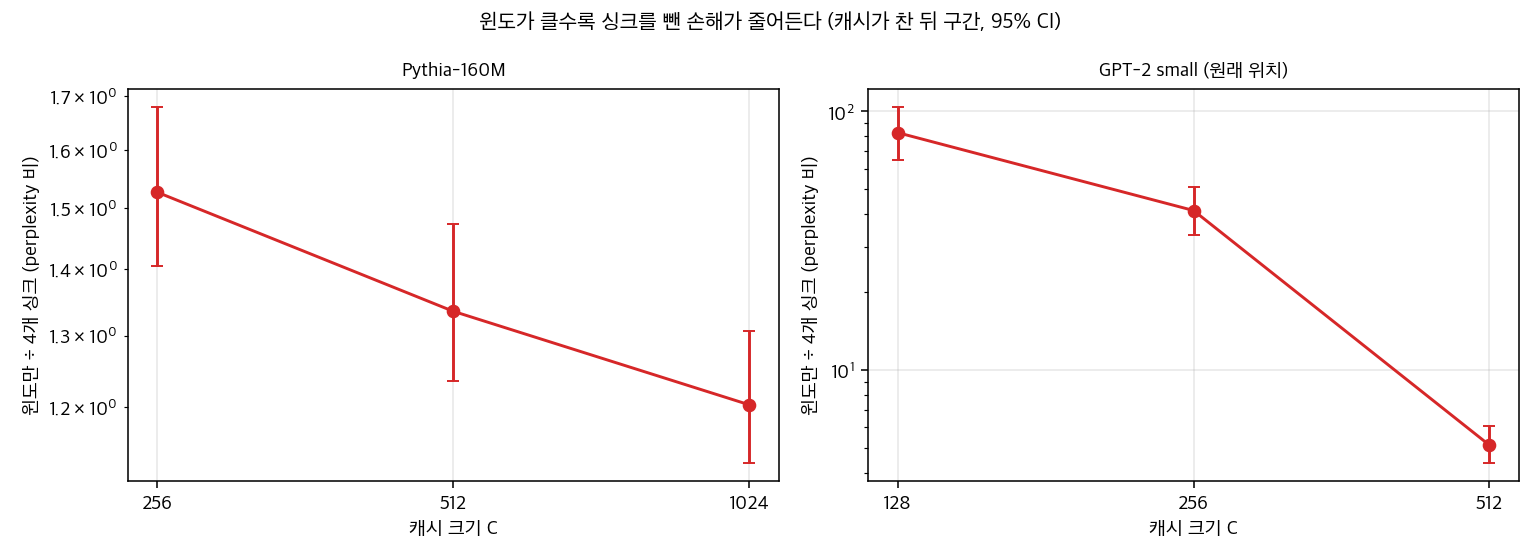 윈도가 클수록 싱크를 뺀 손해가 줄어든다 (캐시가 찬 뒤 구간, 95% CI)
Pythia-160M
윈도만 ÷ 4개 싱크 (perplexity 비)
1.7 × 10⁰
1.6 × 10⁰
1.5 × 10⁰
1.4 × 10⁰
1.3 × 10⁰
1.2 × 10⁰
256 512 1024
캐시 크기 C
GPT-2 small (원래 위치)
윈도만 ÷ 4개 싱크 (perplexity 비)
10²
10¹
128 256 512
캐시 크기 C